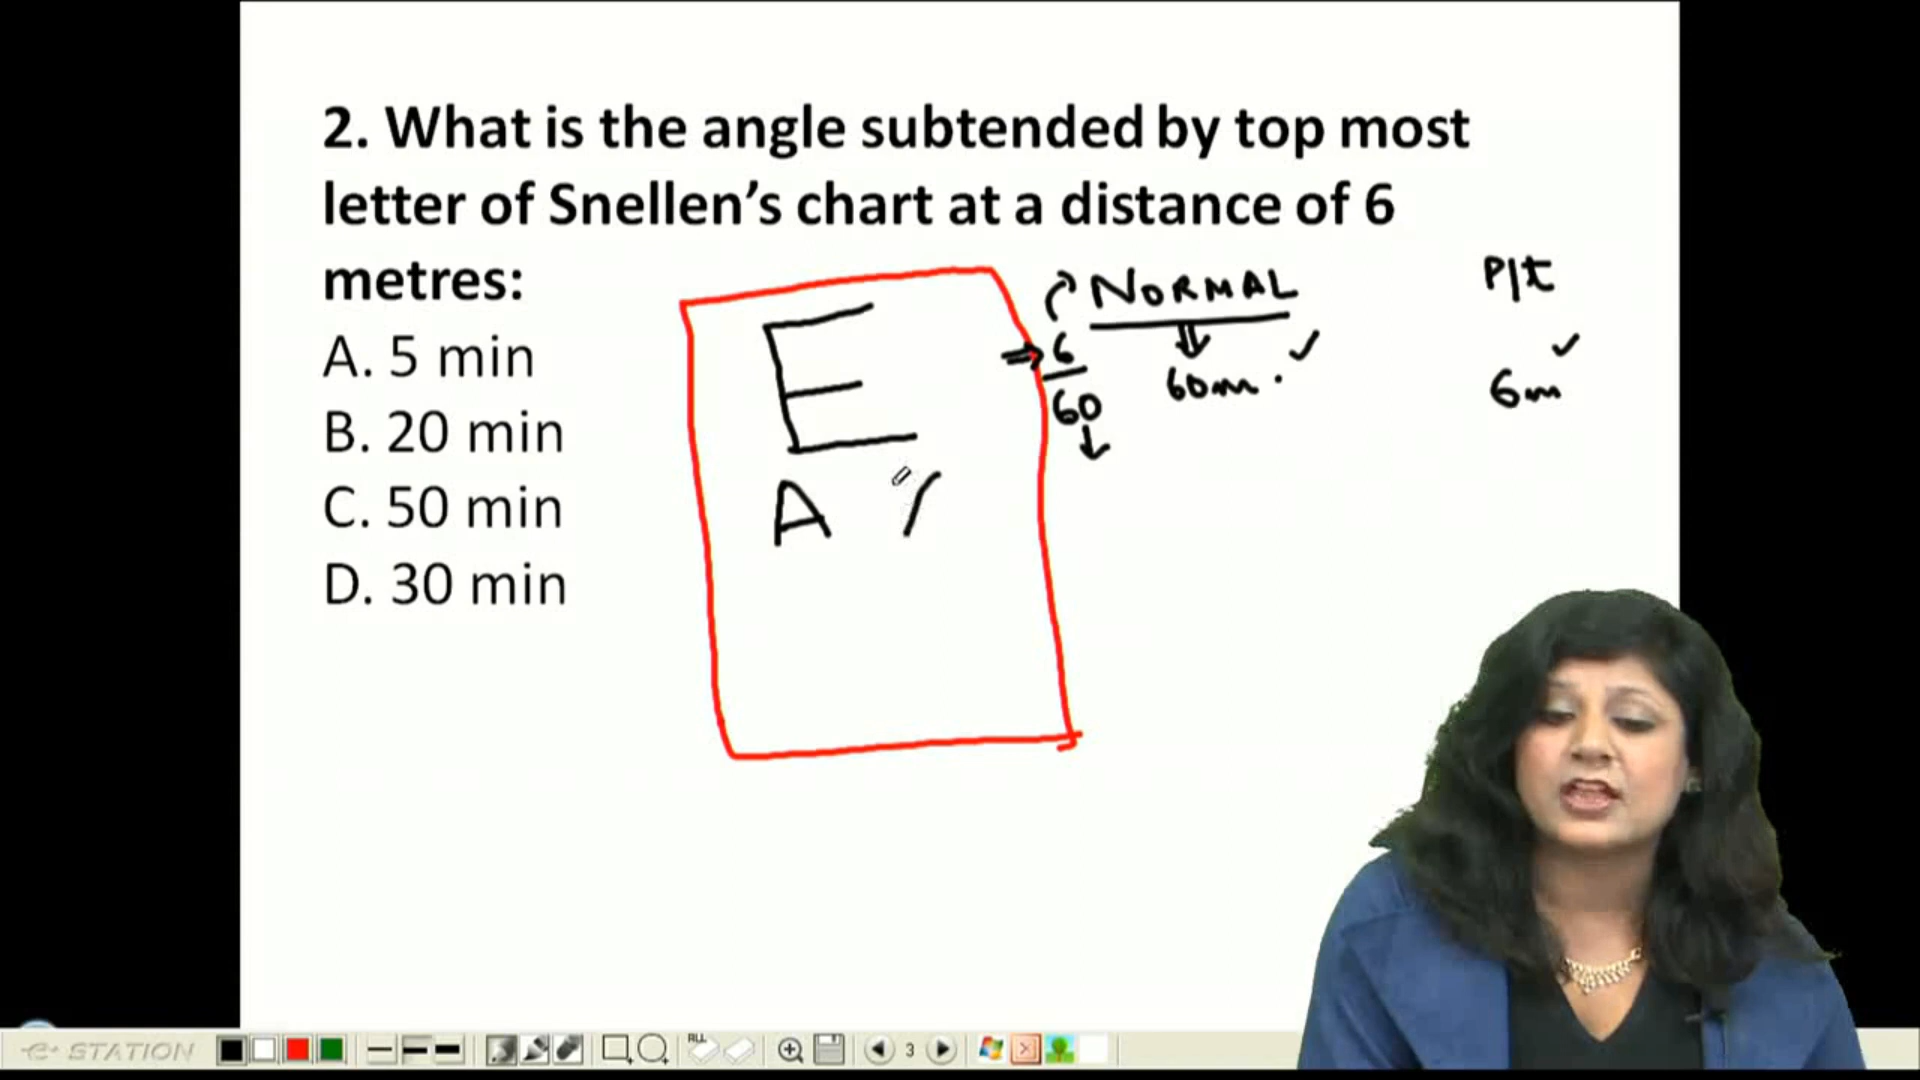 2. What is the angle subtended by top most
letter of Snellen's chart at a distance of 6
metres:
A. 5 min
B. 20 min
C. 50 min
D. 30 min
E
A
6
60
NORMAL
60m.
P/t
6m
e-STATION
ALL
3